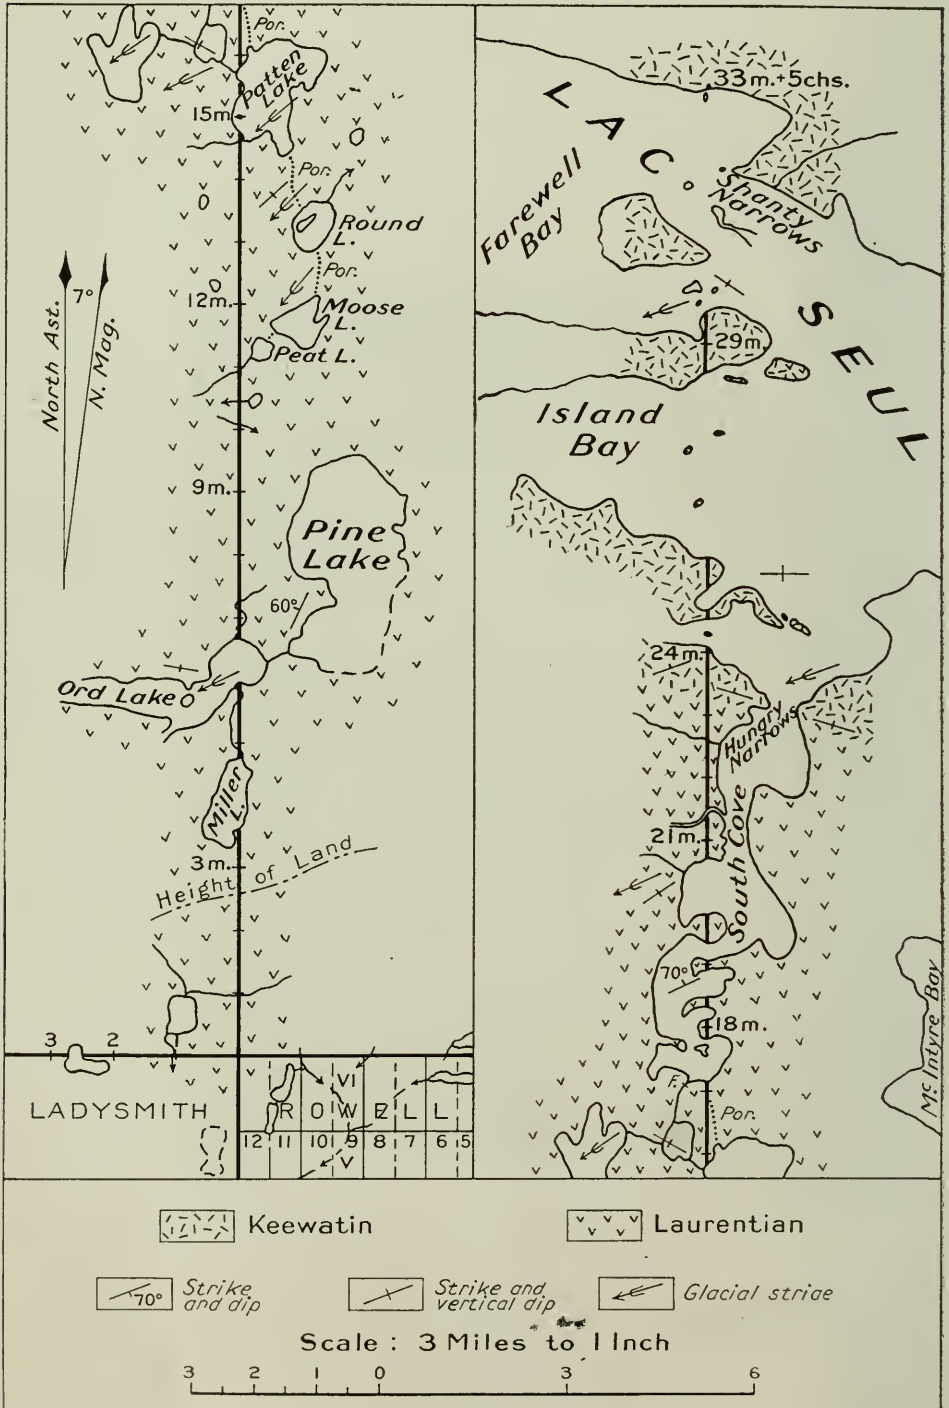 Por.
Patten
Lake
15m.
Por.
Round
L.
Por.
12m.
Moose
L.
Peat L.
North Ast.
7°
N. Mag.
9m.
Pine
Lake
60°
Ord Lake
Miller
L.
3m.
Height of Land
3 2
LADYSMITH
ROWELL
VI
12 11 10 9 8 7 6 5
V
33m.+5chs.
LAC SEUL
Farewell
Bay
Shanty
Narrows
29m.
Island
Bay
24m.
Hungry
Narrows
21m.
South Cove
70°
18m.
McIntyre Bay
F.
Por.
Keewatin
Laurentian
70°
Strike
and dip
Strike and
vertical dip
Glacial striae
Scale : 3 Miles to 1 Inch
3 2 1 0 3 6